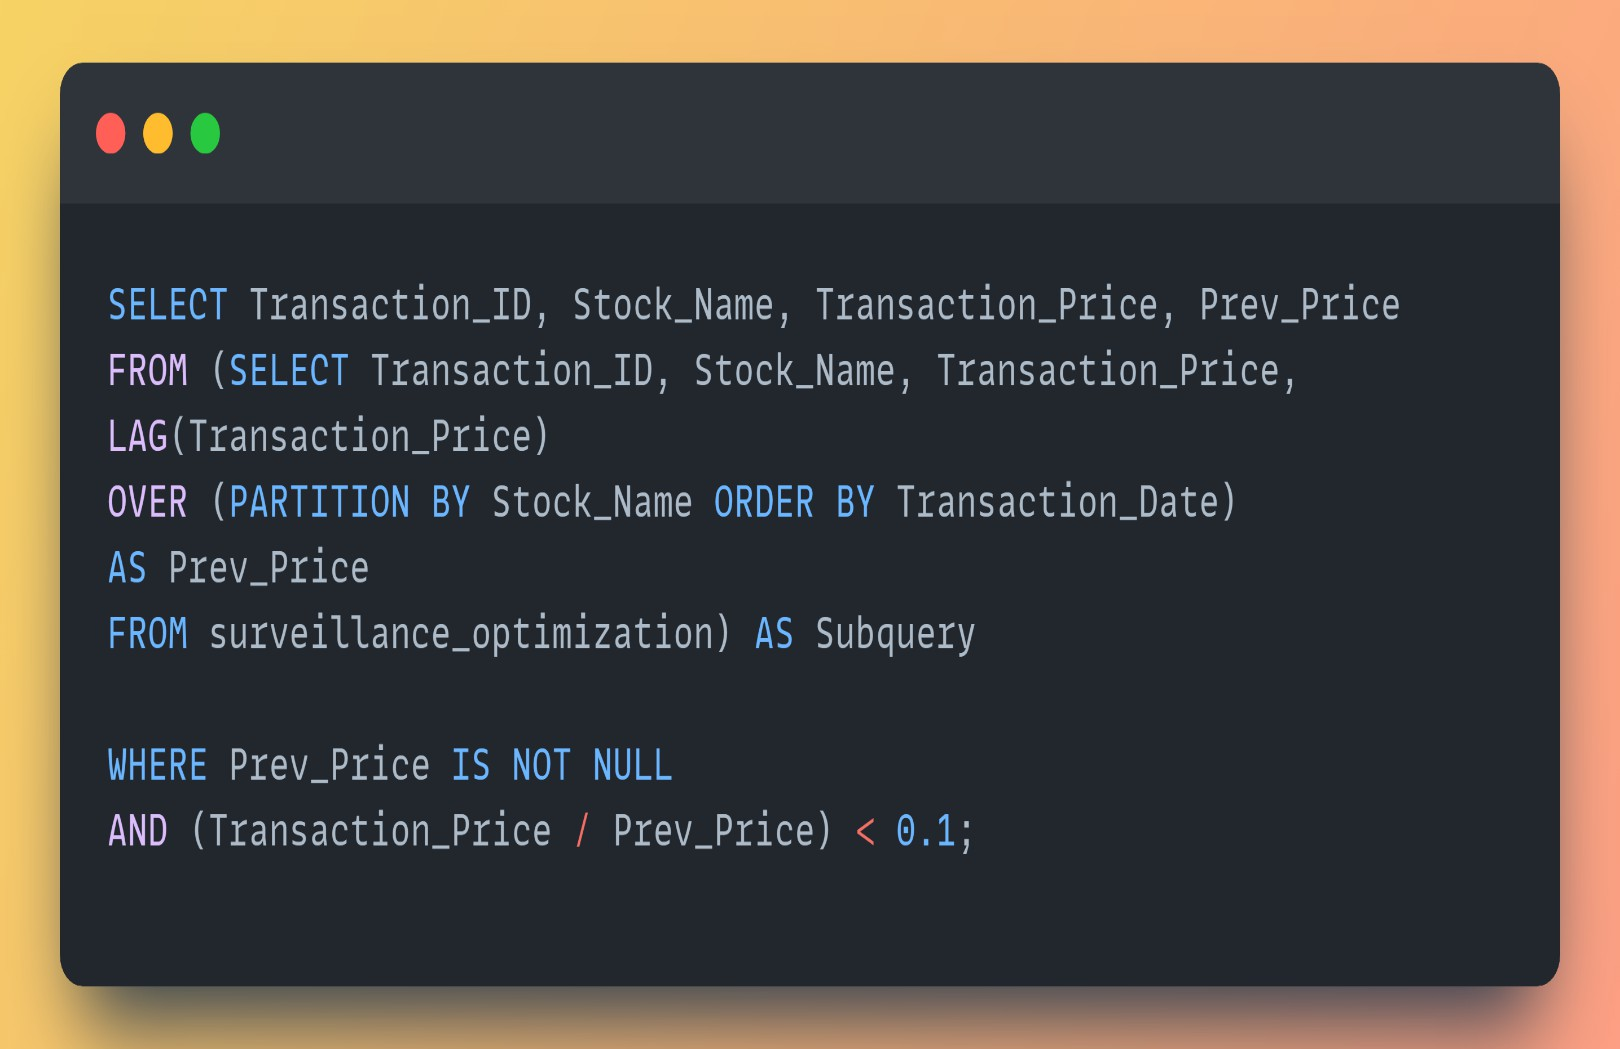 SELECT Transaction_ID, Stock_Name, Transaction_Price, Prev_Price
FROM (SELECT Transaction_ID, Stock_Name, Transaction_Price,
LAG(Transaction_Price)
OVER (PARTITION BY Stock_Name ORDER BY Transaction_Date)
AS Prev_Price
FROM surveillance_optimization) AS Subquery
WHERE Prev_Price IS NOT NULL
AND (Transaction_Price / Prev_Price) < 0.1;